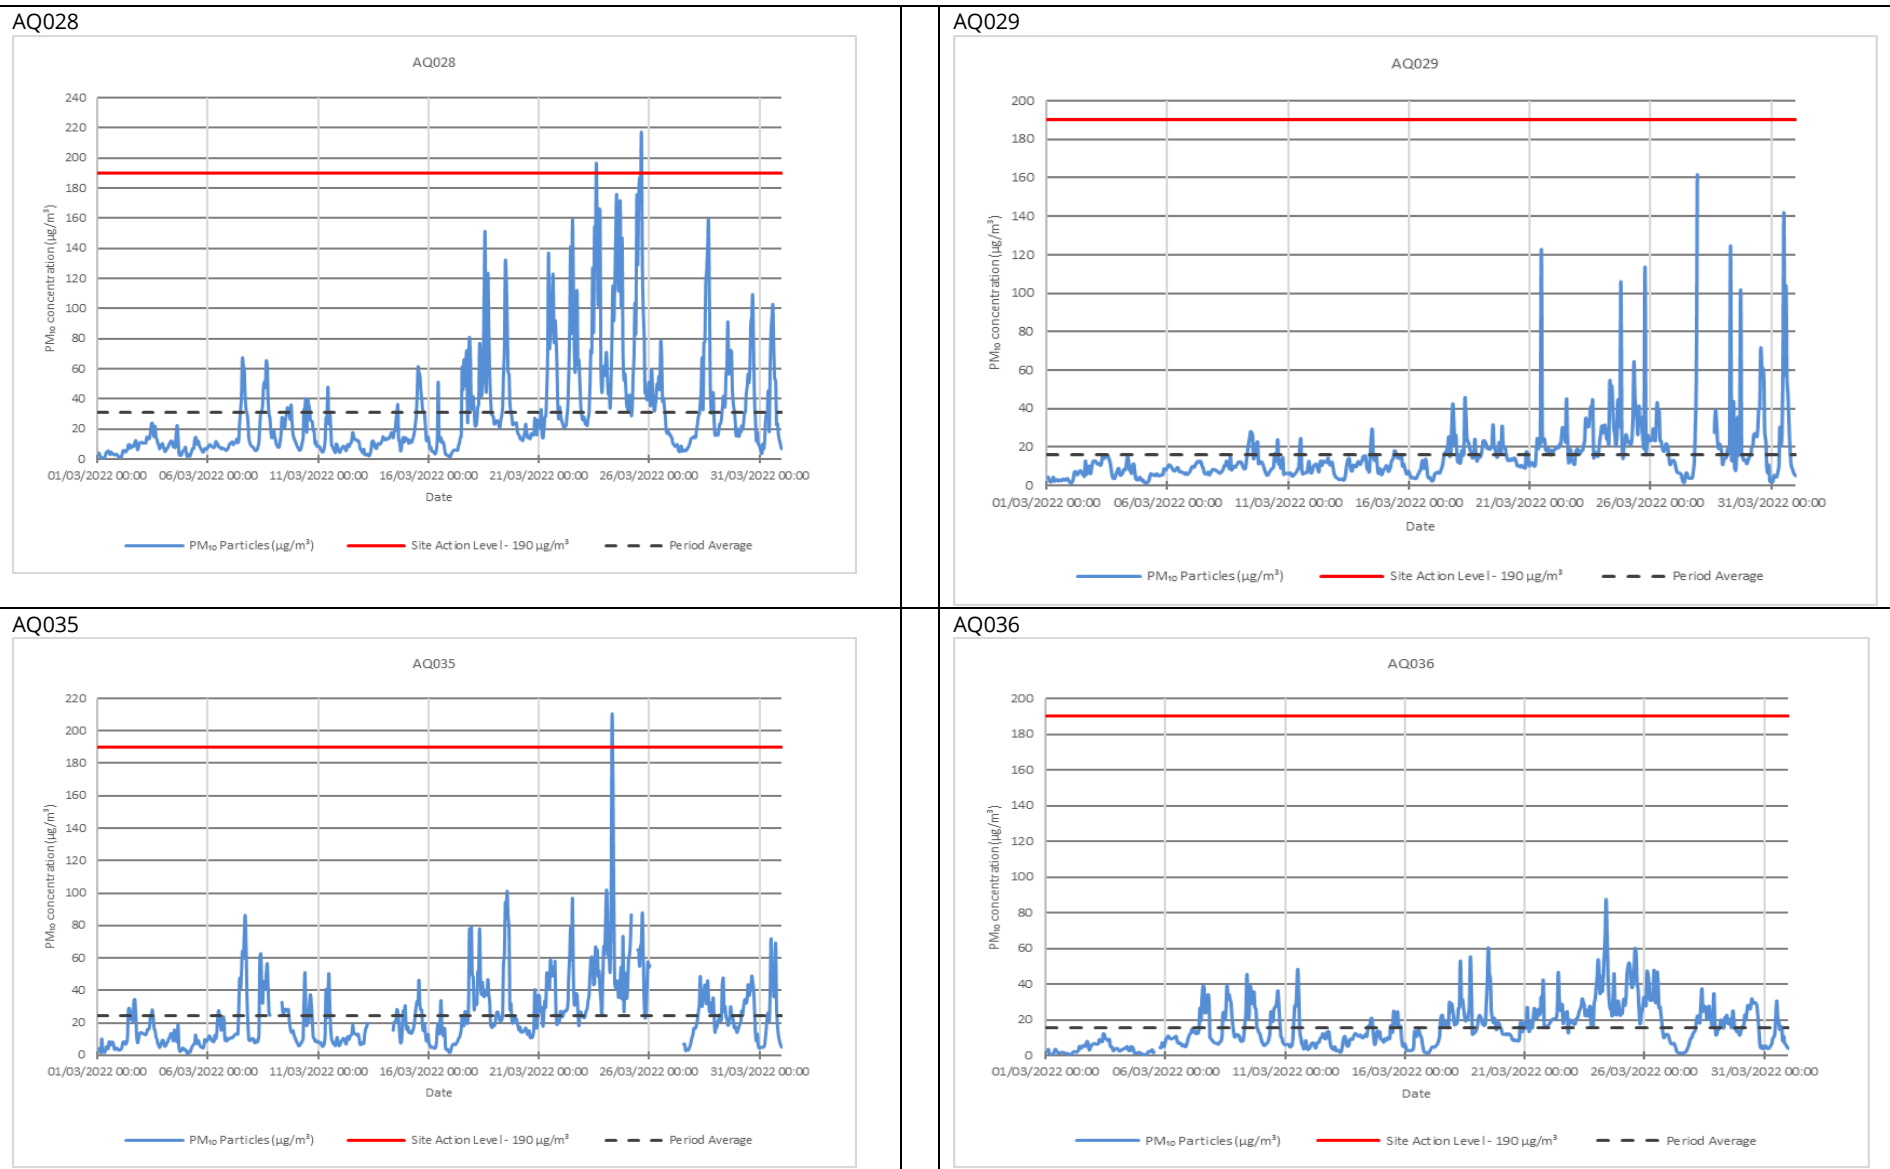 AQ028
AQ028
240
220
200
180
160
140
120
100
80
60
40
20
0
PM₁₀ concentration (µg/m³)
01/03/2022 00:00 06/03/2022 00:00 11/03/2022 00:00 16/03/2022 00:00 21/03/2022 00:00 26/03/2022 00:00 31/03/2022 00:00
Date
PM₁₀ Particles (µg/m³) Site Action Level - 190 µg/m³ Period Average
AQ029
AQ029
200
180
160
140
120
100
80
60
40
20
0
PM₁₀ concentration (µg/m³)
01/03/2022 00:00 06/03/2022 00:00 11/03/2022 00:00 16/03/2022 00:00 21/03/2022 00:00 26/03/2022 00:00 31/03/2022 00:00
Date
PM₁₀ Particles (µg/m³) Site Action Level - 190 µg/m³ Period Average
AQ035
AQ035
220
200
180
160
140
120
100
80
60
40
20
0
PM₁₀ concentration (µg/m³)
01/03/2022 00:00 06/03/2022 00:00 11/03/2022 00:00 16/03/2022 00:00 21/03/2022 00:00 26/03/2022 00:00 31/03/2022 00:00
Date
PM₁₀ Particles (µg/m³) Site Action Level - 190 µg/m³ Period Average
AQ036
AQ036
200
180
160
140
120
100
80
60
40
20
0
PM₁₀ concentration (µg/m³)
01/03/2022 00:00 06/03/2022 00:00 11/03/2022 00:00 16/03/2022 00:00 21/03/2022 00:00 26/03/2022 00:00 31/03/2022 00:00
Date
PM₁₀ Particles (µg/m³) Site Action Level - 190 µg/m³ Period Average